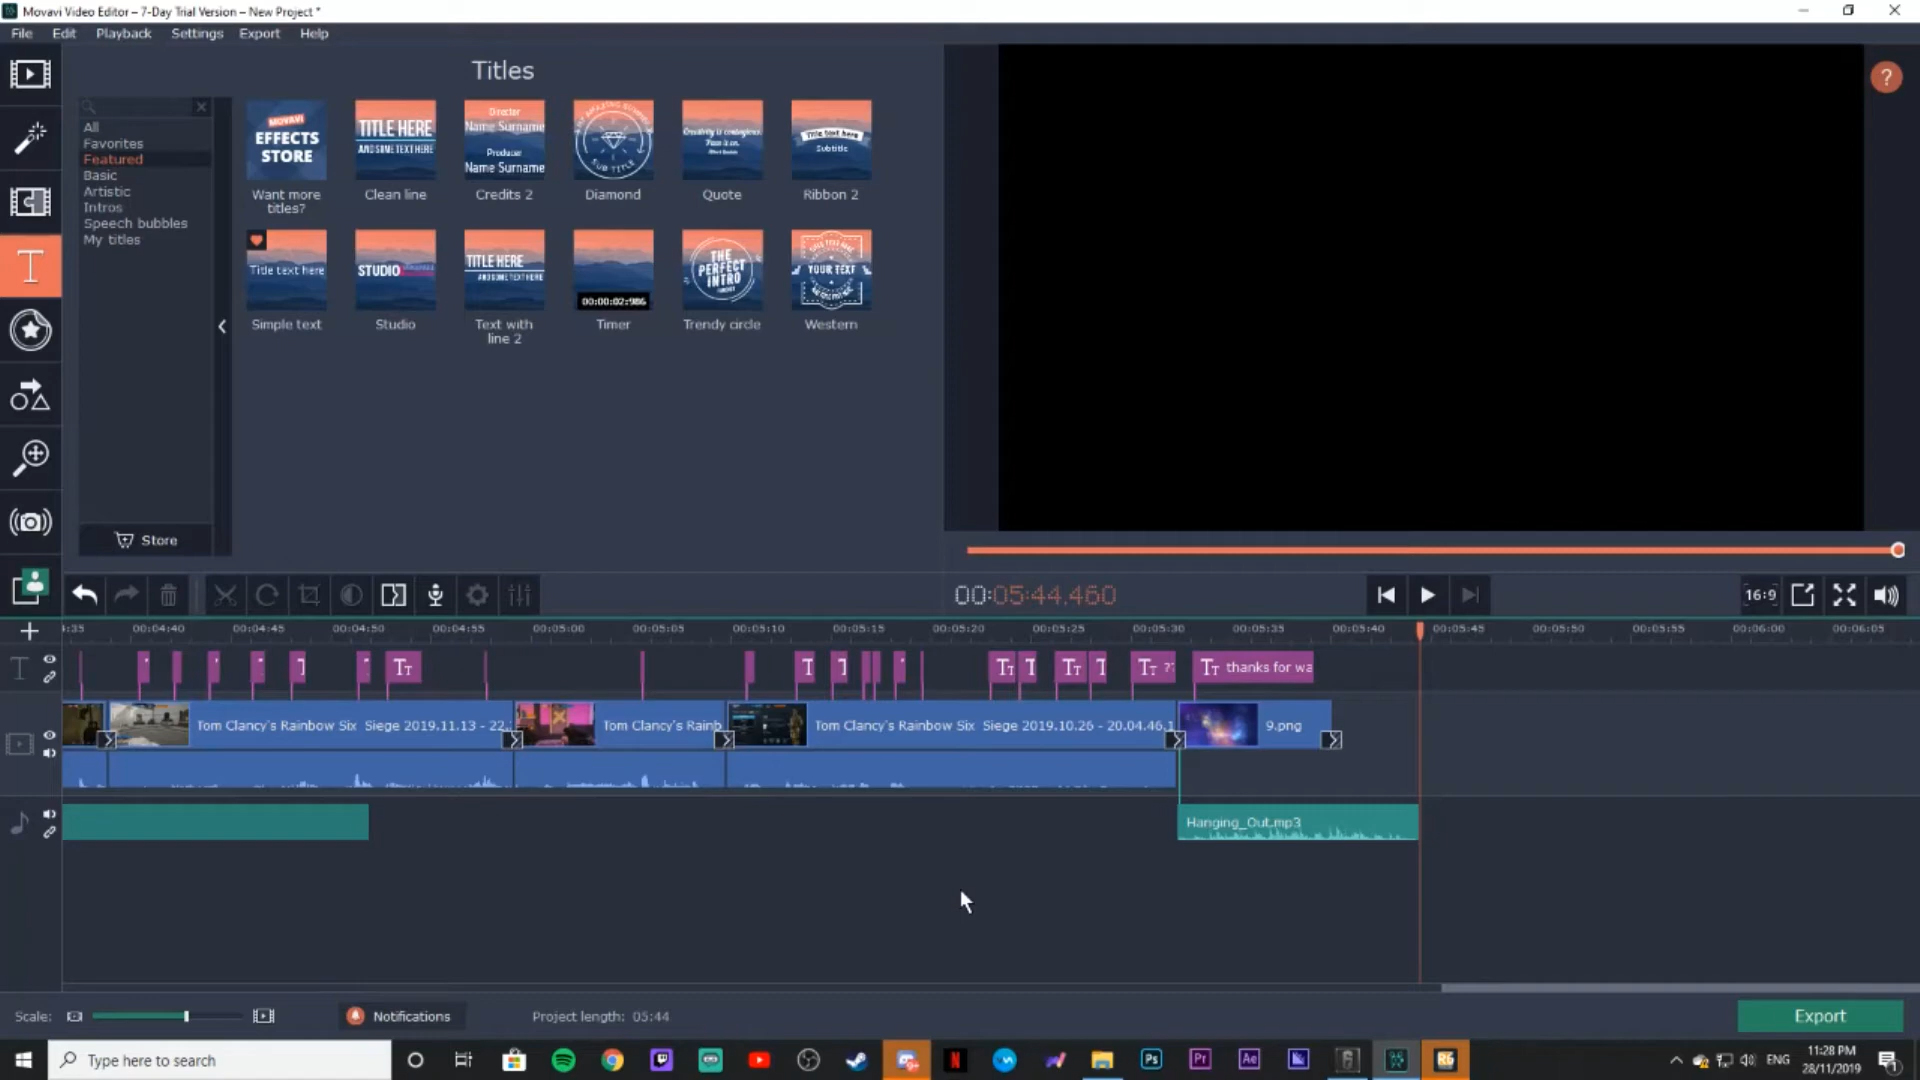 Movavi Video Editor – 7-Day Trial Version – New Project *
File Edit Playback Settings Export Help
Titles
All
Favorites
Featured
Basic
Artistic
Intros
Speech bubbles
My titles
Store
MOVAVI
EFFECTS
STORE
Want more
titles?
TITLE HERE
AND SOME TEXT HERE
Clean line
Director
Name Surname
Producer
Name Surname
Credits 2
SUB TITLE
Diamond
Quote
Title text here
Subtitle
Ribbon 2
Title text here
Simple text
STUDIO
Studio
TITLE HERE
AND SOME TEXT HERE
Text with
line 2
00:00:02:986
Timer
THE
PERFECT
INTRO
Trendy circle
YOUR TEXT
Western
?
00:05:44.460
16:9
4:35 00:04:40 00:04:45 00:04:50 00:04:55 00:05:00 00:05:05 00:05:10 00:05:15 00:05:20 00:05:25 00:05:30 00:05:35 00:05:40 00:05:45 00:05:50 00:05:55 00:06:00 00:06:05
thanks for wa
Tom Clancy's Rainbow Six Siege 2019.11.13 - 22.
Tom Clancy's Rainb
Tom Clancy's Rainbow Six Siege 2019.10.26 - 20.04.46.1
9.png
Hanging_Out.mp3
Scale:
Notifications
Project length: 05:44
Export
Type here to search
Ps
Pr
Ae
R6
ENG
11:28 PM
28/11/2019
1